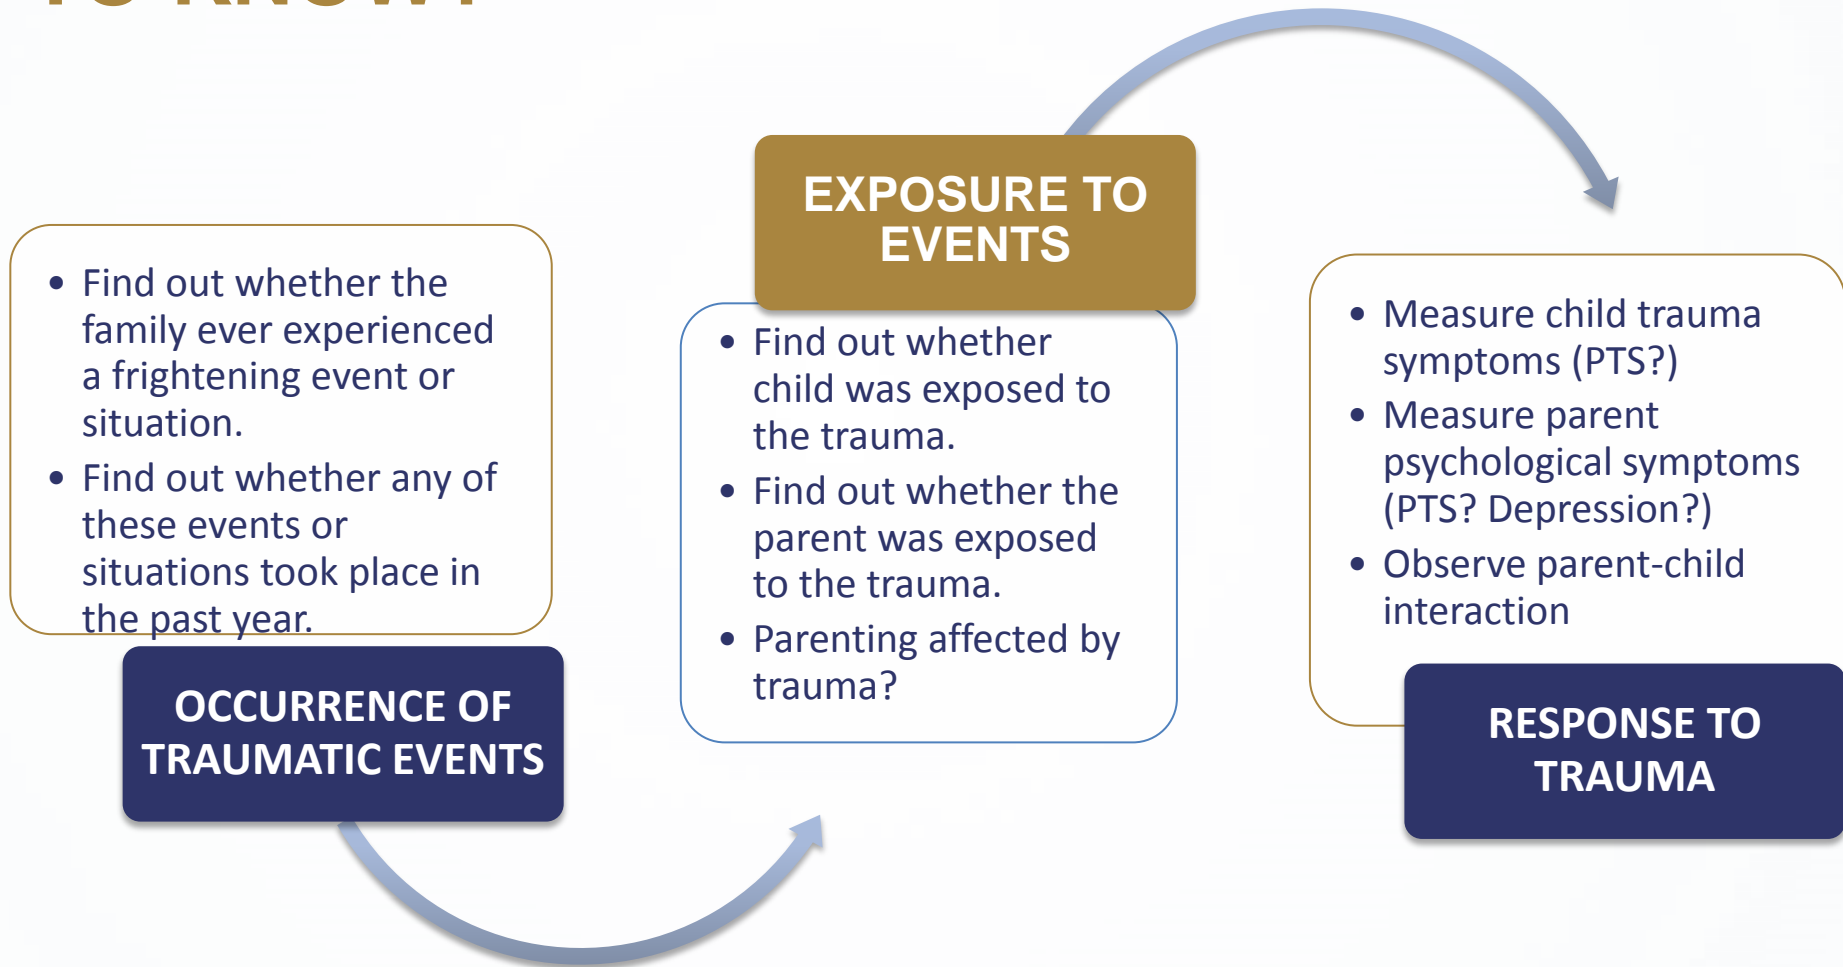 TO KNOW?
• Find out whether the
family ever experienced
a frightening event or
situation.
• Find out whether any of
these events or
situations took place in
the past year.
OCCURRENCE OF
TRAUMATIC EVENTS
EXPOSURE TO
EVENTS
• Find out whether
child was exposed to
the trauma.
• Find out whether the
parent was exposed
to the trauma.
• Parenting affected by
trauma?
• Measure child trauma
symptoms (PTS?)
• Measure parent
psychological symptoms
(PTS? Depression?)
• Observe parent-child
interaction
RESPONSE TO
TRAUMA